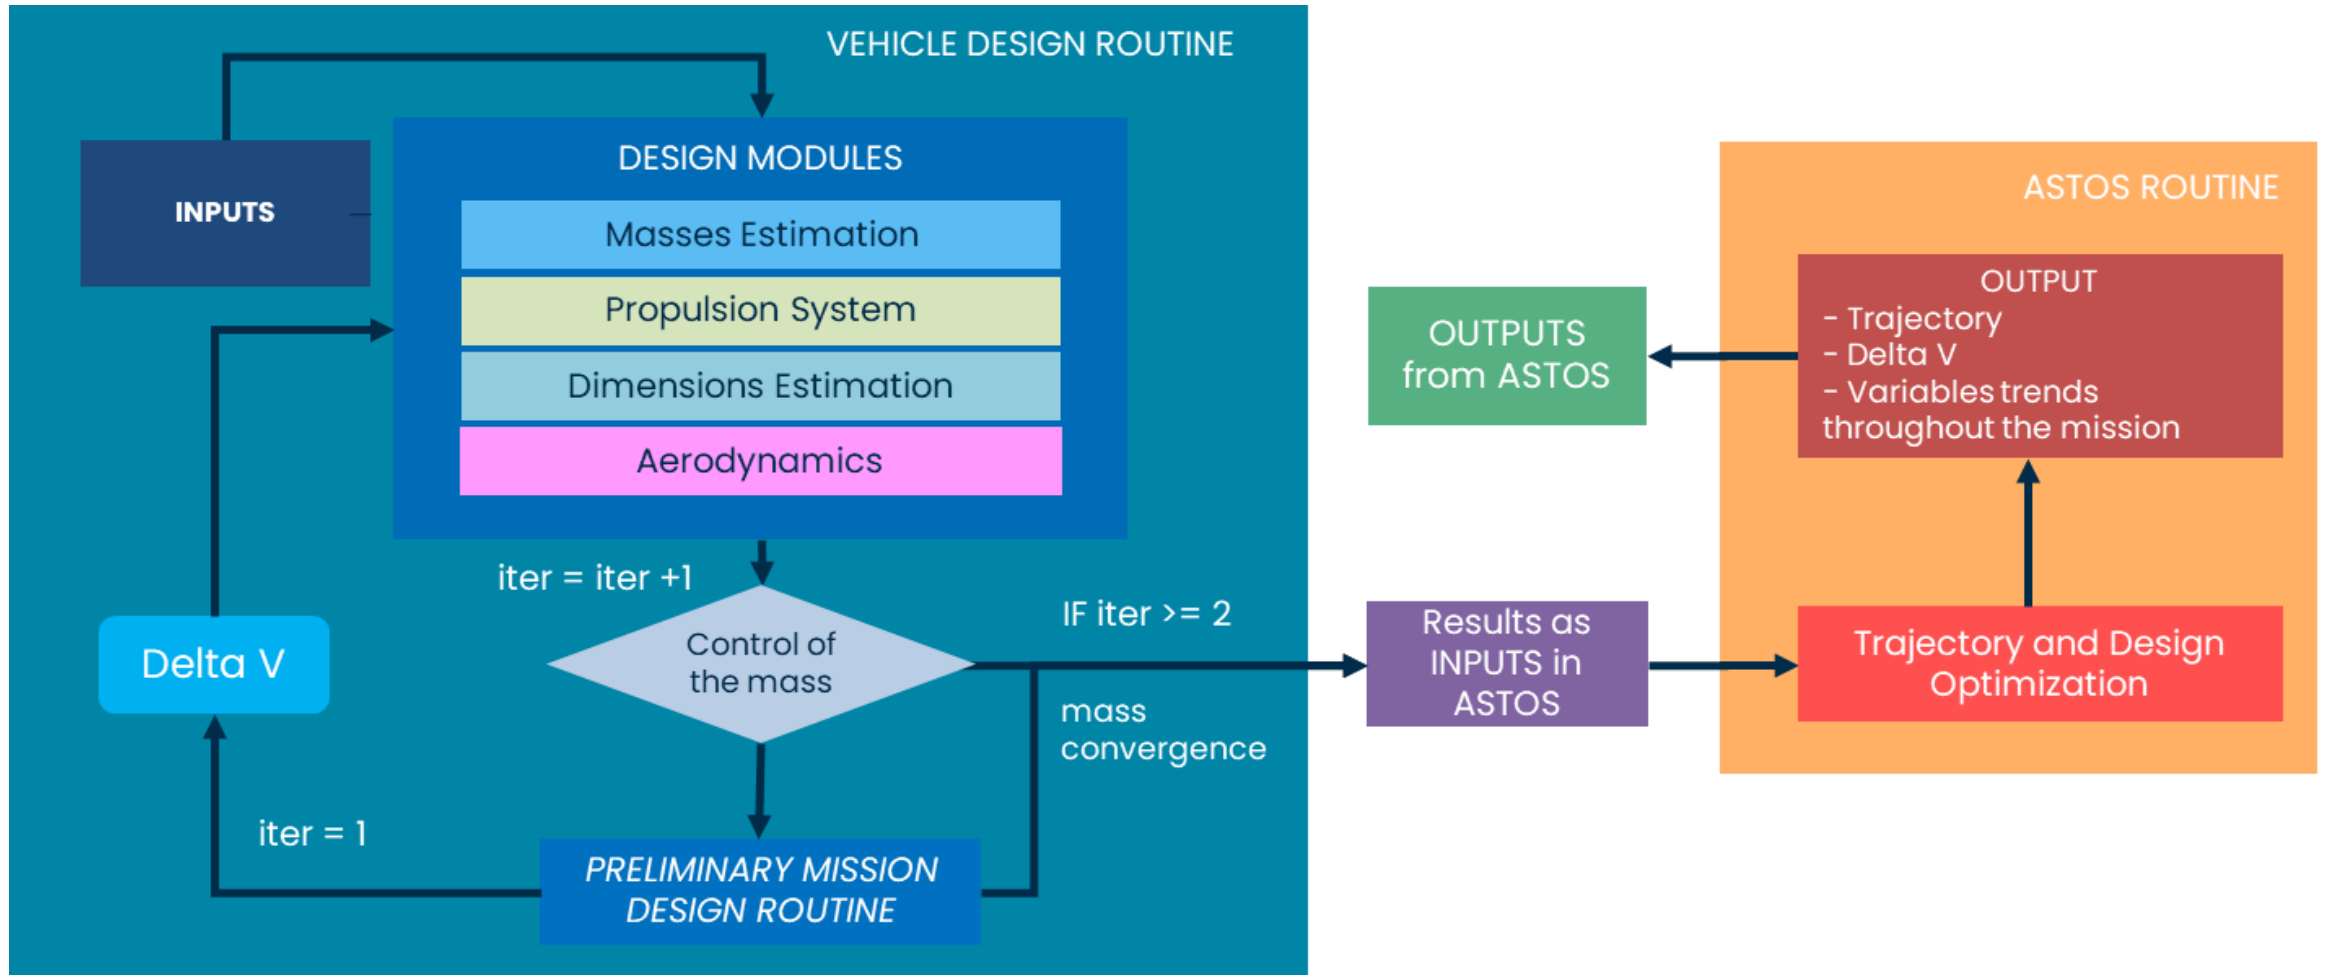 VEHICLE DESIGN ROUTINE
INPUTS
DESIGN MODULES
Masses Estimation
Propulsion System
Dimensions Estimation
Aerodynamics
iter = iter +1
Control of
the mass
IF iter >= 2
mass
convergence
Delta V
iter = 1
PRELIMINARY MISSION
DESIGN ROUTINE
Results as
INPUTS in
ASTOS
OUTPUTS
from ASTOS
ASTOS ROUTINE
OUTPUT
- Trajectory
- Delta V
- Variables trends
throughout the mission
Trajectory and Design
Optimization